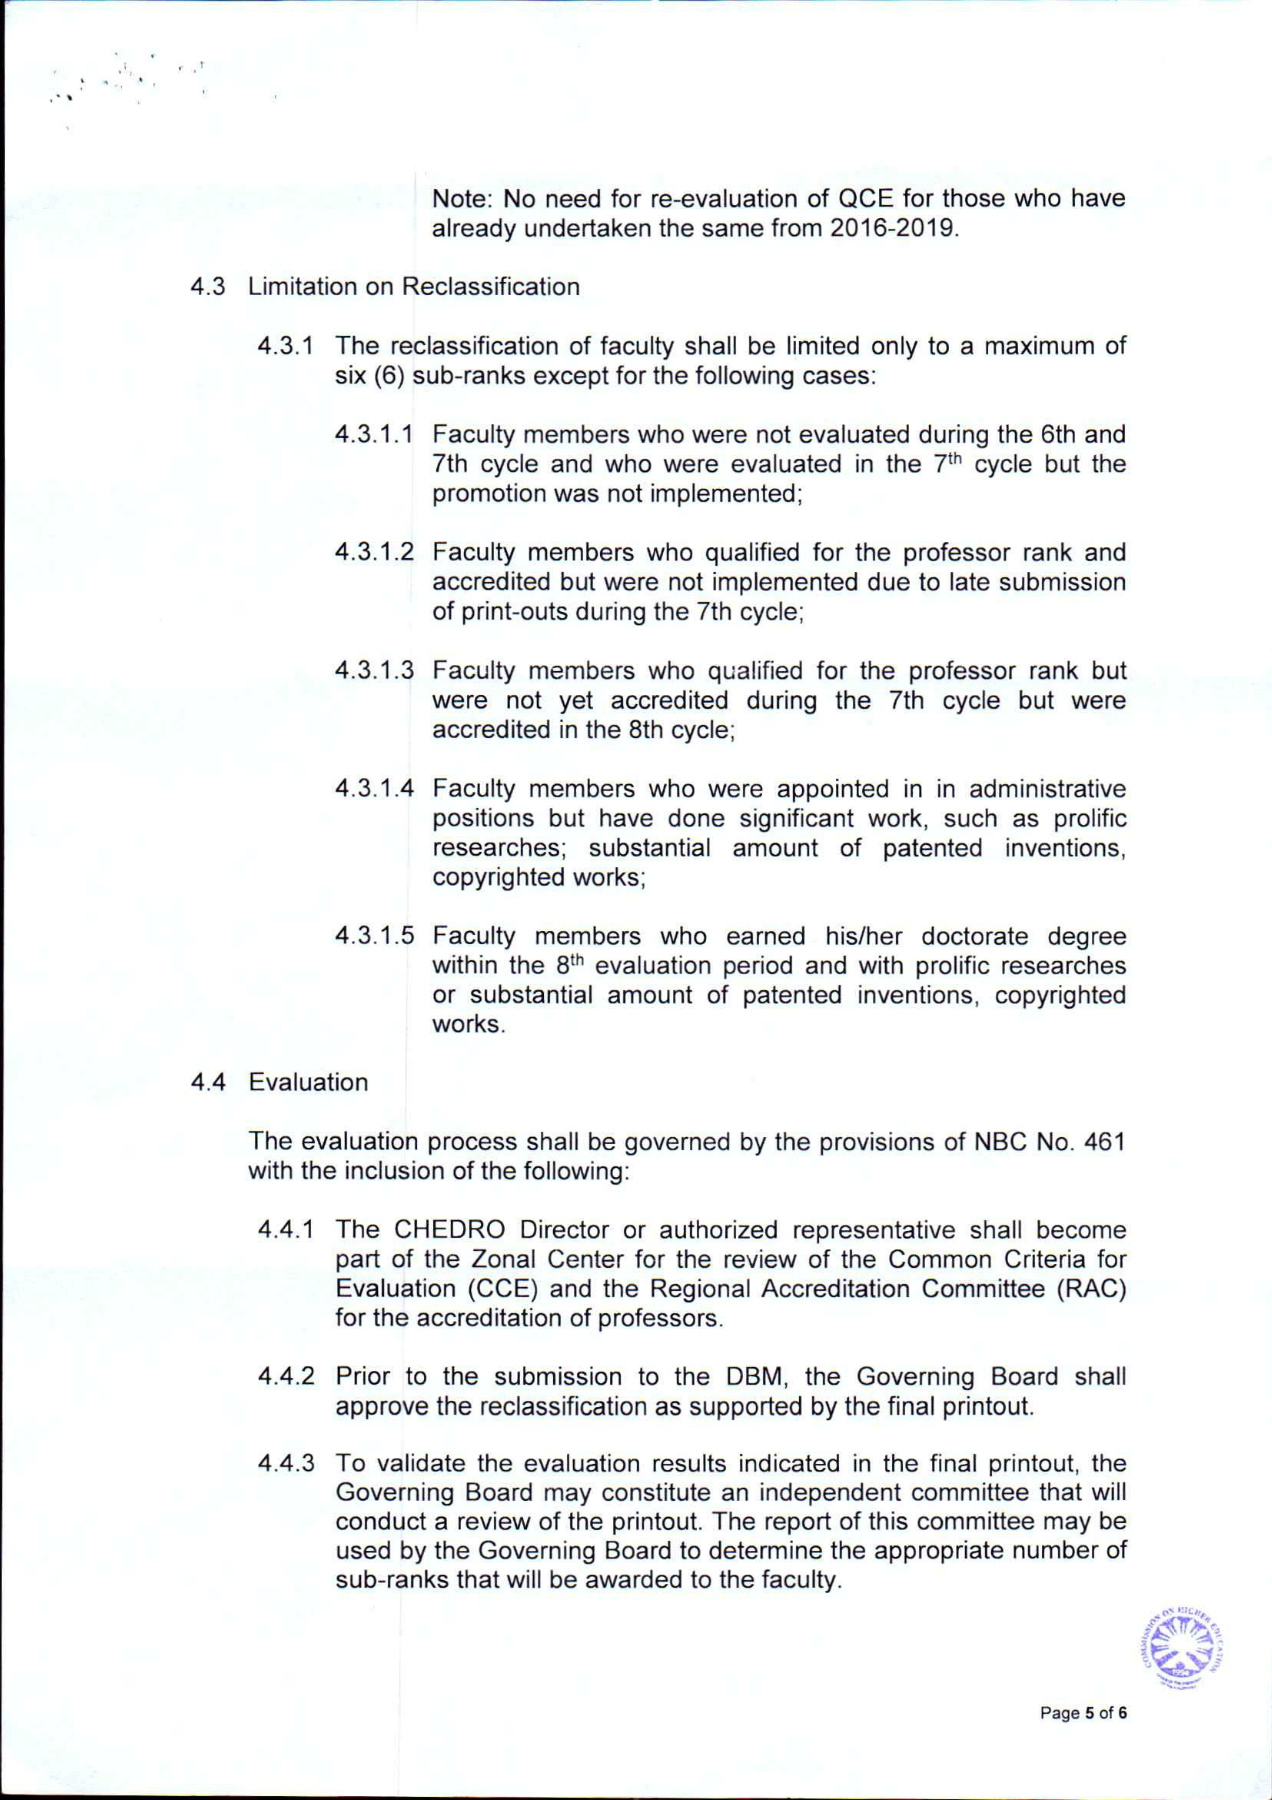 Note: No need for re-evaluation of QCE for those who have
already undertaken the same from 2016-2019.
4.3 Limitation on Reclassification
4.3.1 The reclassification of faculty shall be limited only to a maximum of
six (6) sub-ranks except for the following cases:
4.3.1.1 Faculty members who were not evaluated during the 6th and
7th cycle and who were evaluated in the 7th cycle but the
promotion was not implemented;
4.3.1.2 Faculty members who qualified for the professor rank and
accredited but were not implemented due to late submission
of print-outs during the 7th cycle;
4.3.1.3 Faculty members who qualified for the professor rank but
were not yet accredited during the 7th cycle but were
accredited in the 8th cycle;
4.3.1.4 Faculty members who were appointed in in administrative
positions but have done significant work, such as prolific
researches; substantial amount of patented inventions,
copyrighted works;
4.3.1.5 Faculty members who earned his/her doctorate degree
within the 8th evaluation period and with prolific researches
or substantial amount of patented inventions, copyrighted
works.
4.4 Evaluation
The evaluation process shall be governed by the provisions of NBC No. 461
with the inclusion of the following:
4.4.1 The CHEDRO Director or authorized representative shall become
part of the Zonal Center for the review of the Common Criteria for
Evaluation (CCE) and the Regional Accreditation Committee (RAC)
for the accreditation of professors.
4.4.2 Prior to the submission to the DBM, the Governing Board shall
approve the reclassification as supported by the final printout.
4.4.3 To validate the evaluation results indicated in the final printout, the
Governing Board may constitute an independent committee that will
conduct a review of the printout. The report of this committee may be
used by the Governing Board to determine the appropriate number of
sub-ranks that will be awarded to the faculty.
COMMISSION ON HIGHER EDUCATION
1994
Page 5 of 6